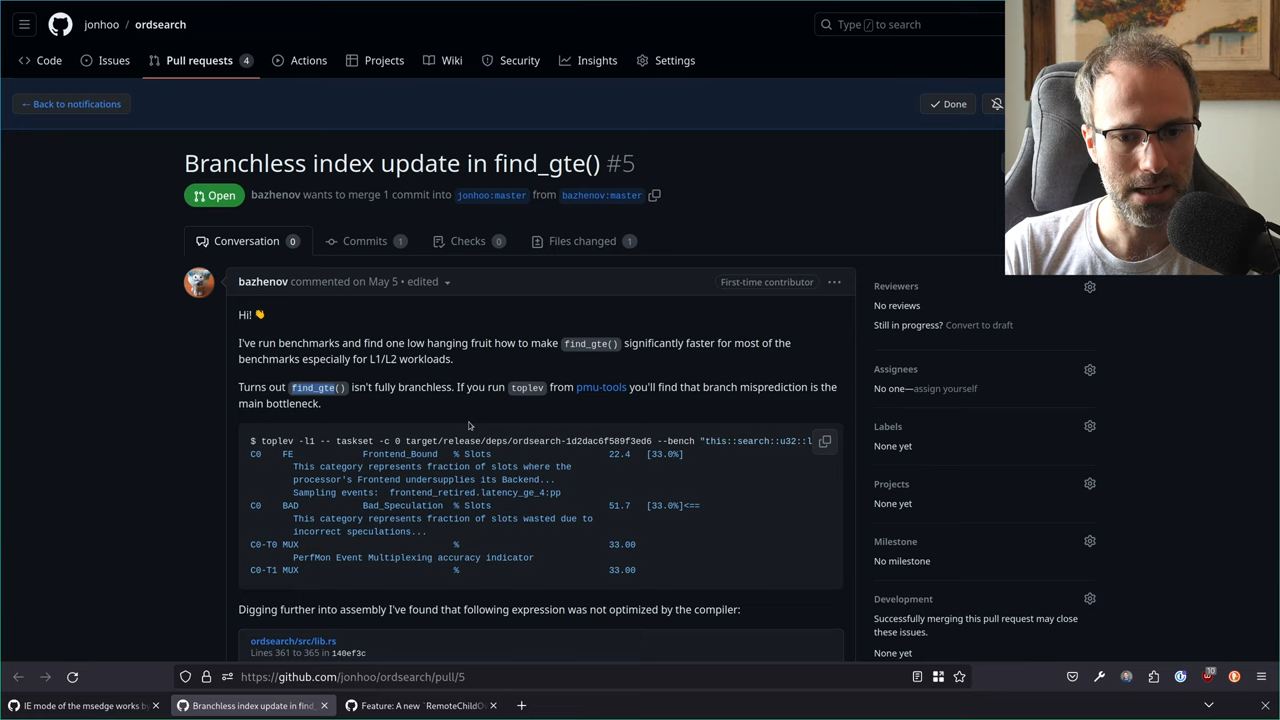 jonhoo / ordsearch
Type / to search
Code
Issues
Pull requests 4
Actions
Projects
Wiki
Security
Insights
Settings
← Back to notifications
Done
Branchless index update in find_gte() #5
Open
bazhenov wants to merge 1 commit into jonhoo:master from bazhenov:master
Conversation 0
Commits 1
Checks 0
Files changed 1
bazhenov commented on May 5 • edited
First-time contributor
Hi! 👋
I've run benchmarks and find one low hanging fruit how to make find_gte() significantly faster for most of the
benchmarks especially for L1/L2 workloads.
Turns out find_gte() isn't fully branchless. If you run toplev from pmu-tools you'll find that branch misprediction is the
main bottleneck.
$ toplev -l1 -- taskset -c 0 target/release/deps/ordsearch-1d2dac6f589f3ed6 --bench "this::search::u32::l
C0 FE Frontend_Bound % Slots 22.4 [33.0%]
This category represents fraction of slots where the
processor's Frontend undersupplies its Backend...
Sampling events: frontend_retired.latency_ge_4:pp
C0 BAD Bad_Speculation % Slots 51.7 [33.0%]<==
This category represents fraction of slots wasted due to
incorrect speculations...
C0-T0 MUX % 33.00
PerfMon Event Multiplexing accuracy indicator
C0-T1 MUX % 33.00
Digging further into assembly I've found that following expression was not optimized by the compiler:
ordsearch/src/lib.rs
Lines 361 to 365 in 140ef3c
Reviewers
No reviews
Still in progress? Convert to draft
Assignees
No one—assign yourself
Labels
None yet
Projects
None yet
Milestone
No milestone
Development
Successfully merging this pull request may close
these issues.
None yet
https://github.com/jonhoo/ordsearch/pull/5
10
IE mode of the msedge works by
Branchless index update in find_
Feature: A new `RemoteChildO